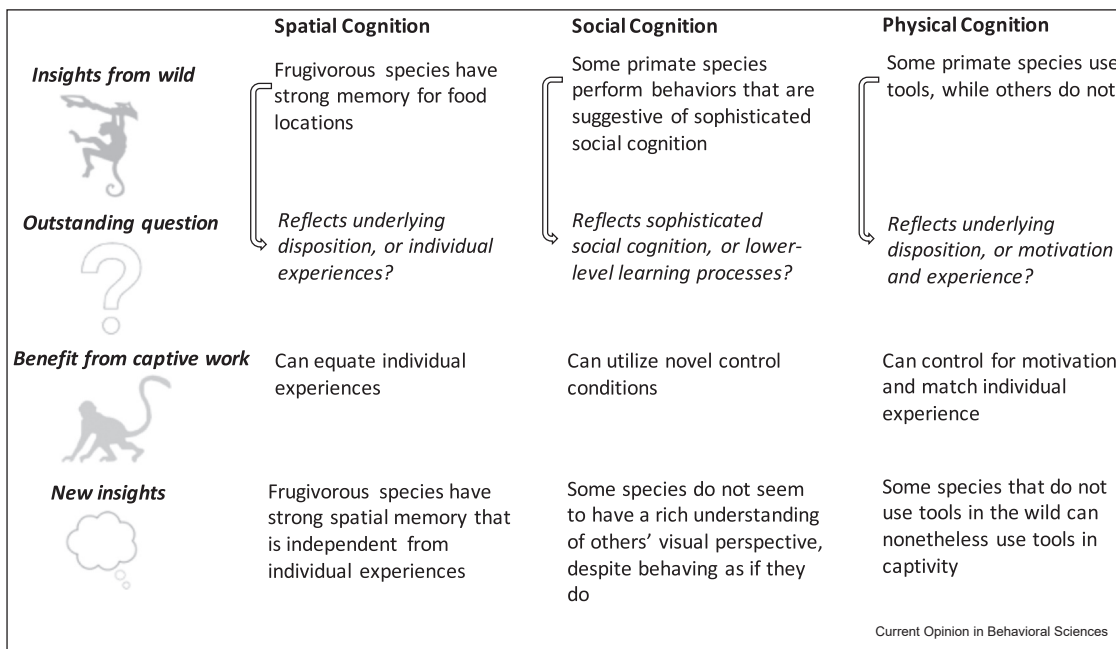 Spatial Cognition
Social Cognition
Physical Cognition
Insights from wild
Frugivorous species have
strong memory for food
locations
Some primate species
perform behaviors that are
suggestive of sophisticated
social cognition
Some primate species use
tools, while others do not
Outstanding question
Reflects underlying
disposition, or individual
experiences?
Reflects sophisticated
social cognition, or lower-
level learning processes?
Reflects underlying
disposition, or motivation
and experience?
Benefit from captive work
Can equate individual
experiences
Can utilize novel control
conditions
Can control for motivation
and match individual
experience
New insights
Frugivorous species have
strong spatial memory that
is independent from
individual experiences
Some species do not seem
to have a rich understanding
of others’ visual perspective,
despite behaving as if they
do
Some species that do not
use tools in the wild can
nonetheless use tools in
captivity
Current Opinion in Behavioral Sciences